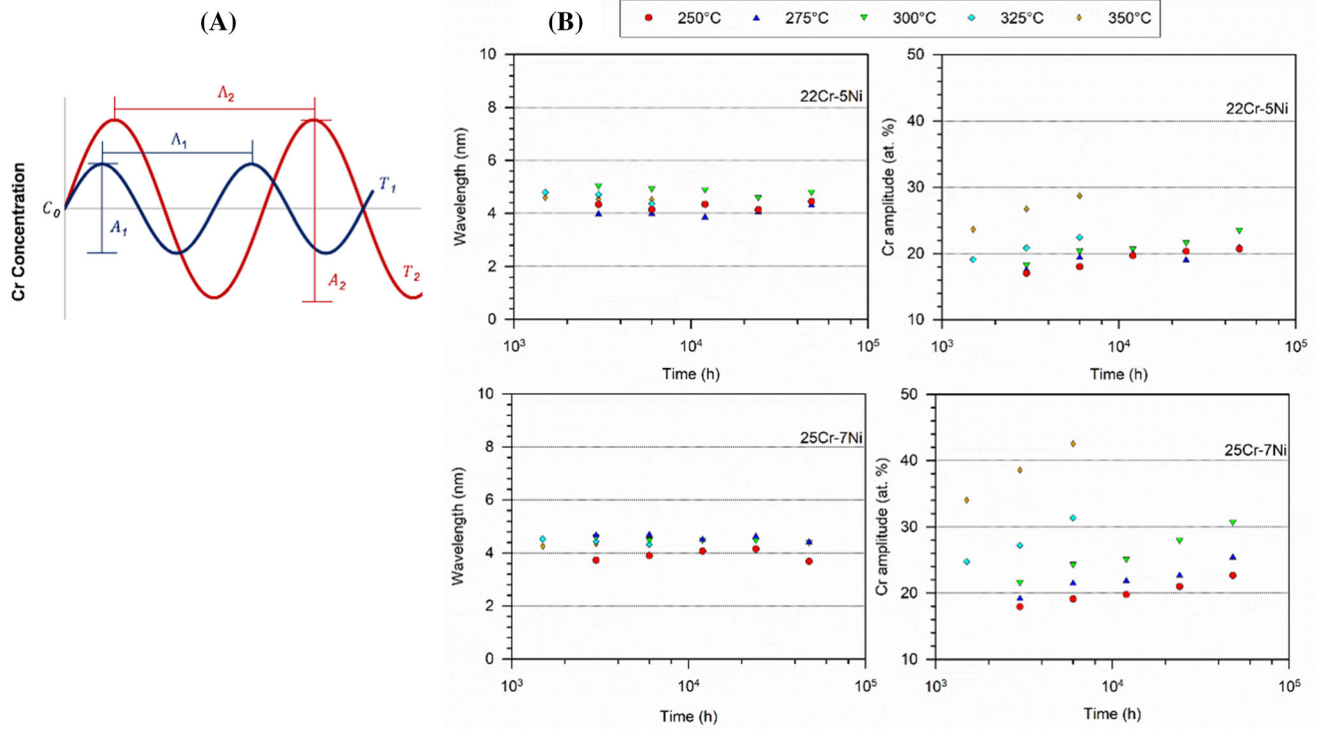 (A)
Cr Concentration
C0
Λ2
Λ1
A1
A2
T1
T2
(B)
250°C 275°C 300°C 325°C 350°C
22Cr-5Ni
Wavelength (nm)
10
8
6
4
2
0
10³ 10⁴ 10⁵
Time (h)
22Cr-5Ni
Cr amplitude (at. %)
50
40
30
20
10
10³ 10⁴ 10⁵
Time (h)
25Cr-7Ni
Wavelength (nm)
10
8
6
4
2
0
10³ 10⁴ 10⁵
Time (h)
25Cr-7Ni
Cr amplitude (at. %)
50
40
30
20
10
10³ 10⁴ 10⁵
Time (h)